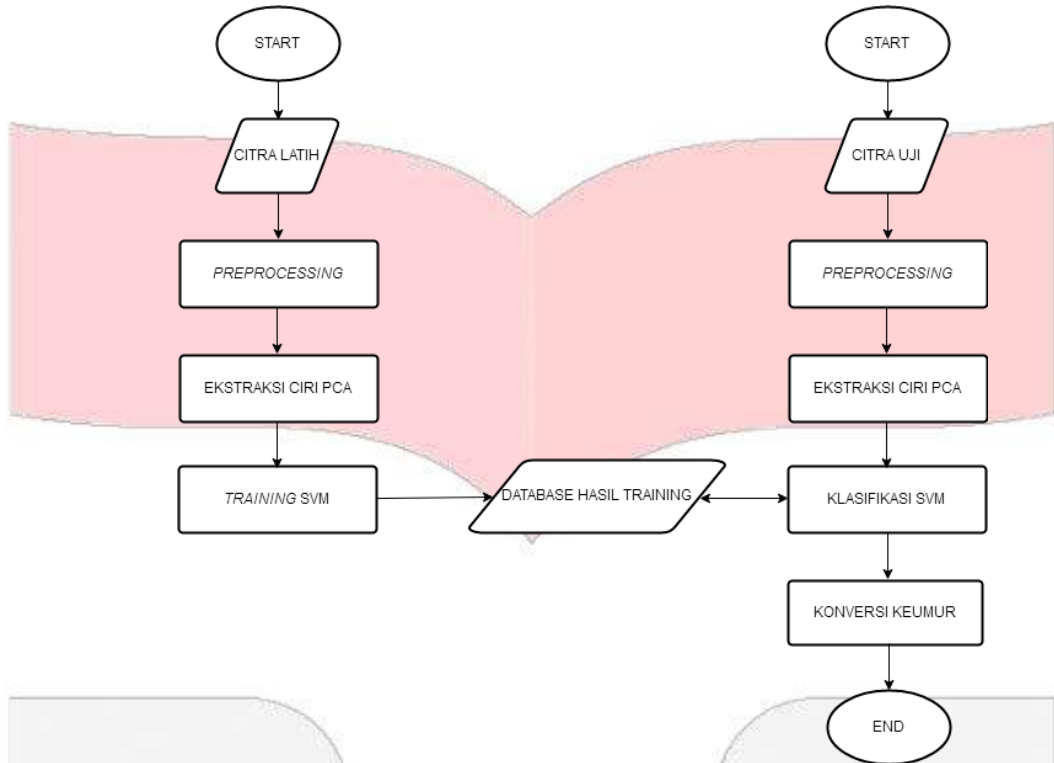 START
CITRA LATIH
PREPROCESSING
EKSTRAKSI CIRI PCA
TRAINING SVM
DATABASE HASIL TRAINING
START
CITRA UJI
PREPROCESSING
EKSTRAKSI CIRI PCA
KLASIFIKASI SVM
KONVERSI KEUMUR
END